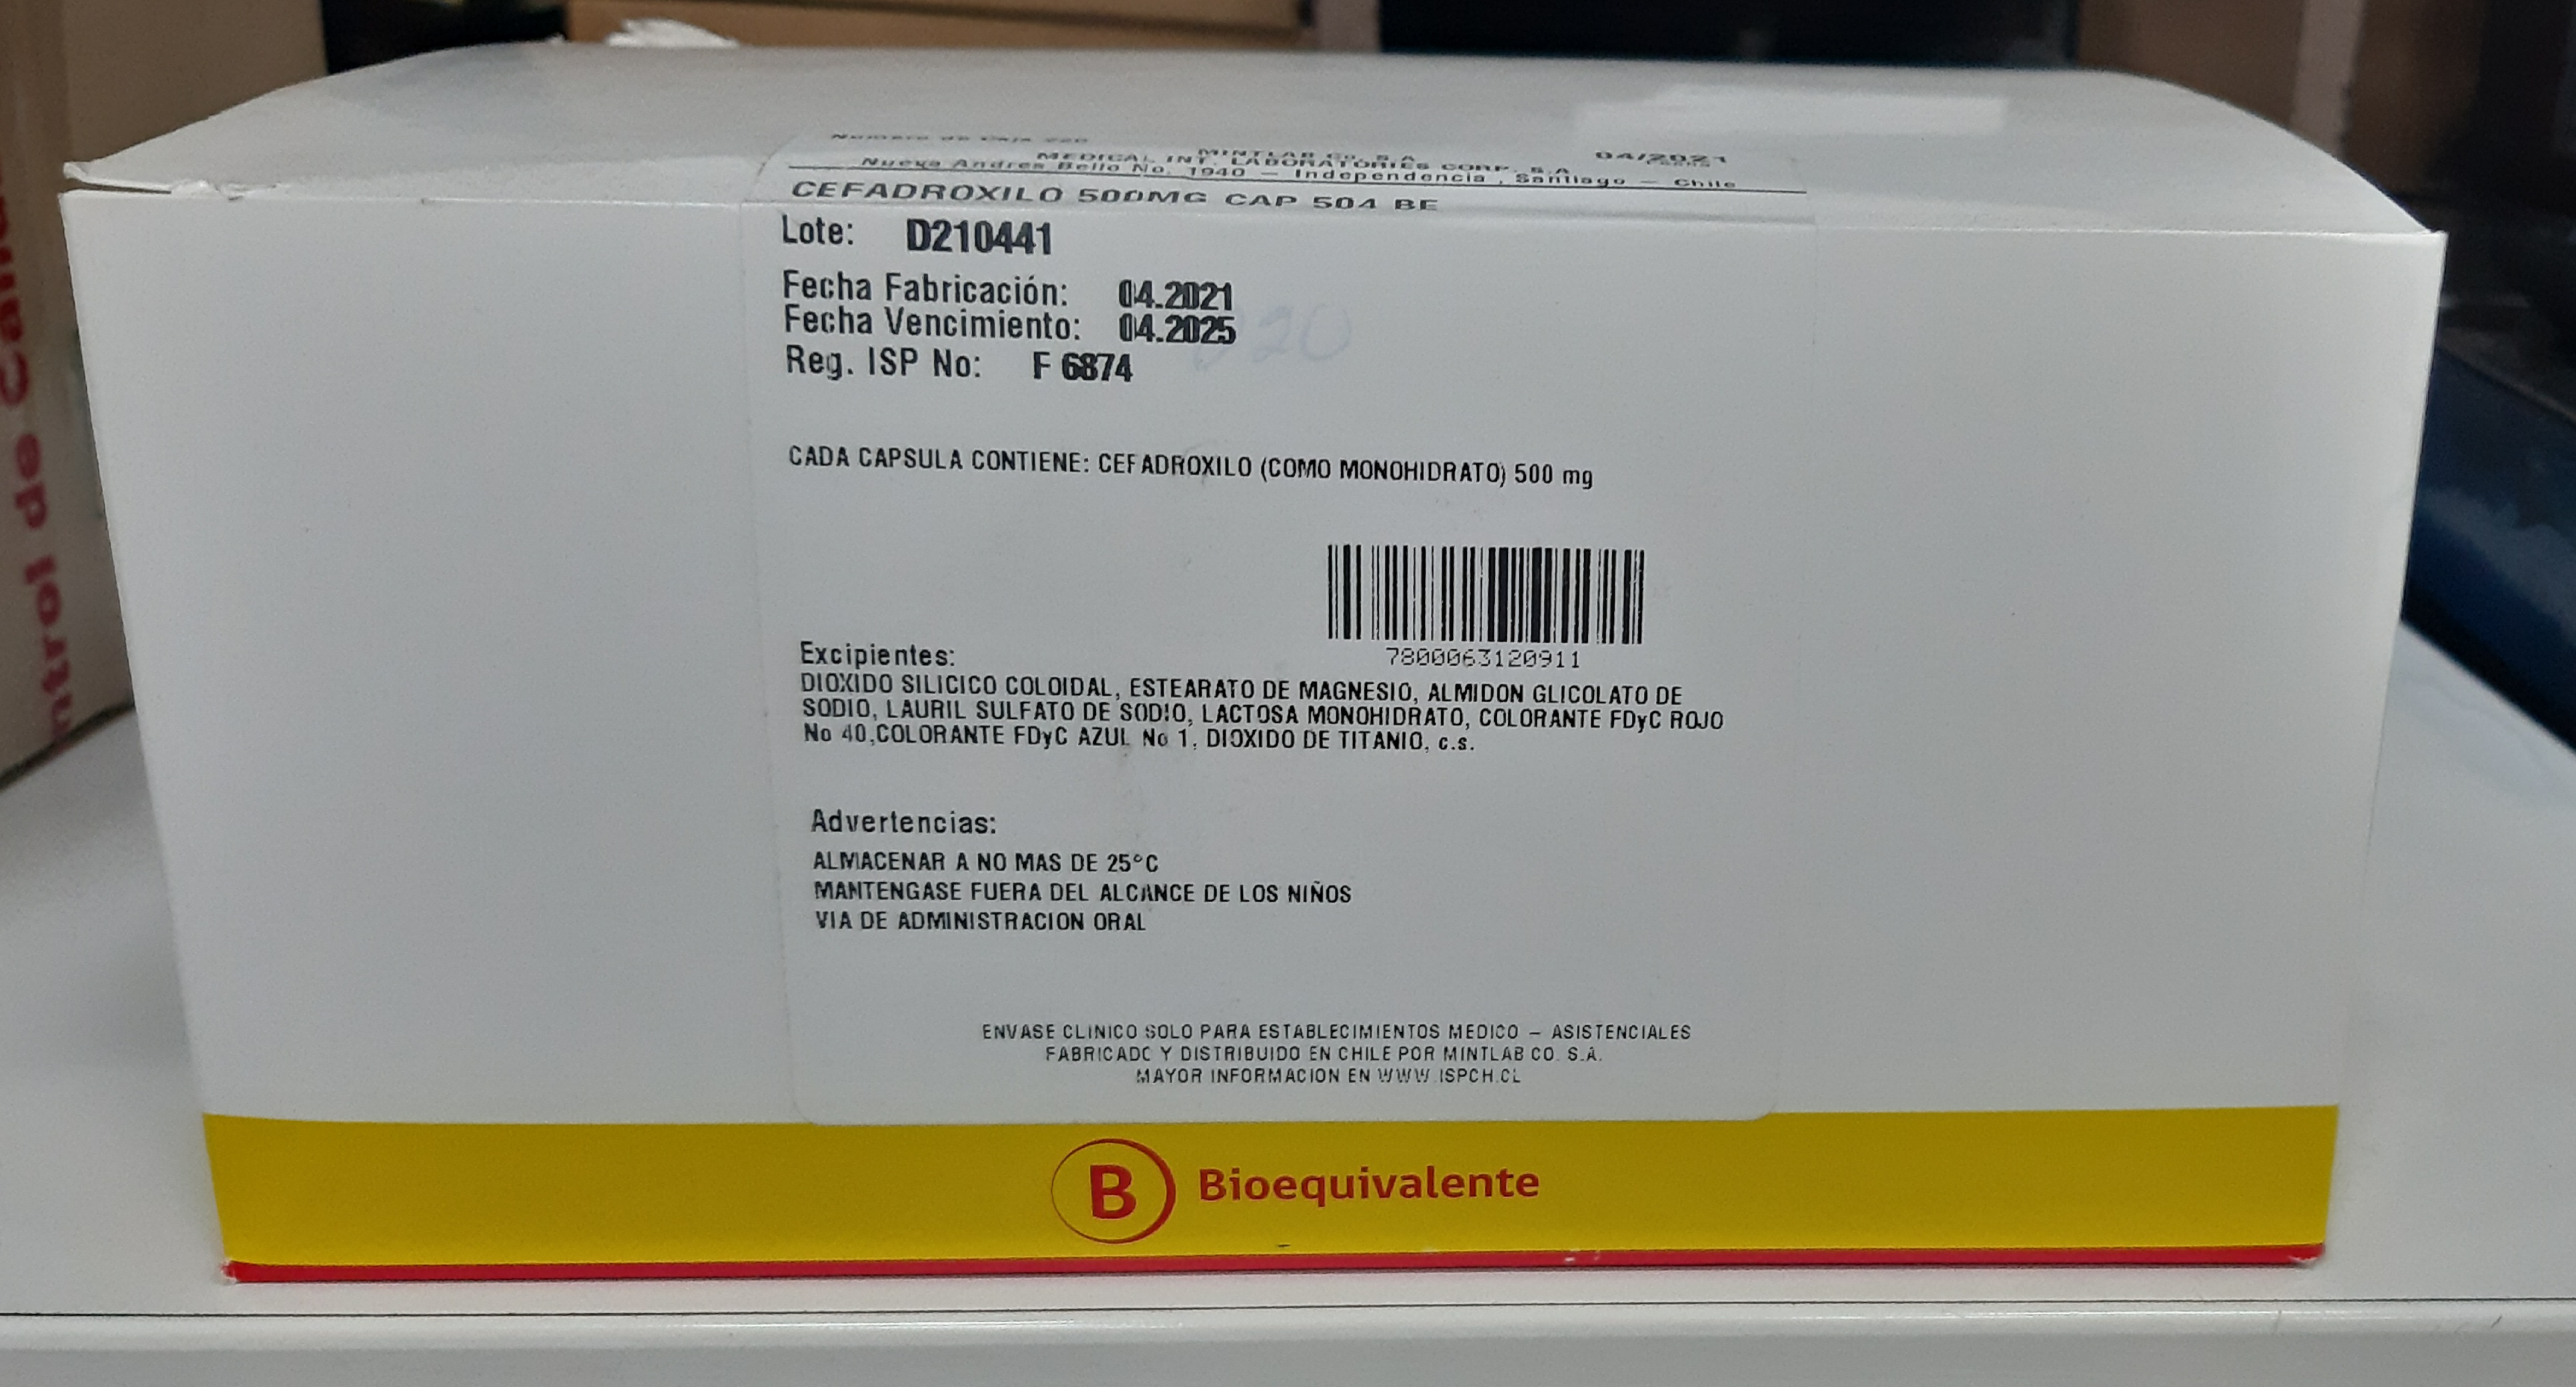 Numero de Caja
MINTLAB Co. S.A. 04/2021
MEDICAL INT. LABORATORIES CORP. S.A.
Nueva Andres Bello No. 1940 – Independencia , Santiago – Chile
CEFADROXILO 500MG CAP 504 BE
Lote: D210441
Fecha Fabricación: 04.2021
Fecha Vencimiento: 04.2025
Reg. ISP No: F 6874
CADA CAPSULA CONTIENE: CEFADROXILO (COMO MONOHIDRATO) 500 mg
7800063120911
Excipientes:
DIOXIDO SILICICO COLOIDAL, ESTEARATO DE MAGNESIO, ALMIDON GLICOLATO DE
SODIO, LAURIL SULFATO DE SODIO, LACTOSA MONOHIDRATO, COLORANTE FDyC ROJO
No 40,COLORANTE FDyC AZUL No 1, DIOXIDO DE TITANIO, c.s.
Advertencias:
ALMACENAR A NO MAS DE 25°C
MANTENGASE FUERA DEL ALCANCE DE LOS NIÑOS
VIA DE ADMINISTRACION ORAL
ENVASE CLINICO SOLO PARA ESTABLECIMIENTOS MEDICO – ASISTENCIALES
FABRICADO Y DISTRIBUIDO EN CHILE POR MINTLAB CO. S.A.
MAYOR INFORMACION EN WWW.ISPCH.CL
B Bioequivalente